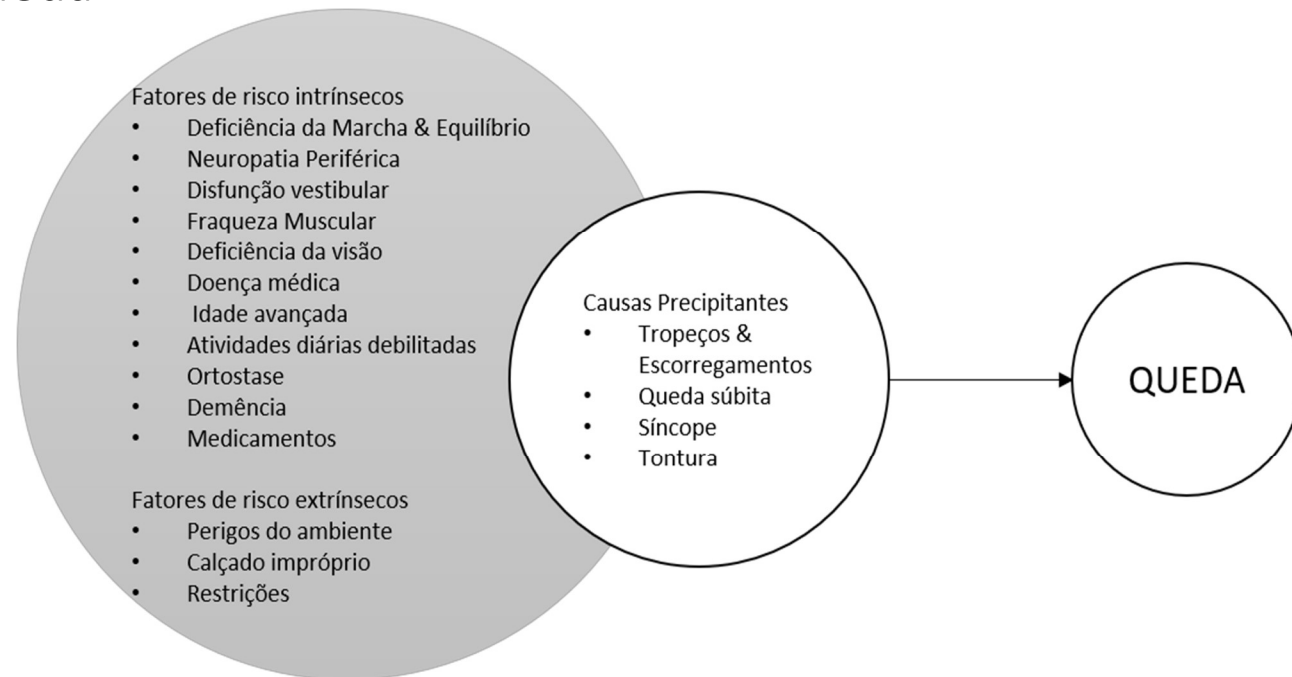 Fatores de risco intrínsecos
• Deficiência da Marcha & Equilíbrio
• Neuropatia Periférica
• Disfunção vestibular
• Fraqueza Muscular
• Deficiência da visão
• Doença médica
• Idade avançada
• Atividades diárias debilitadas
• Ortostase
• Demência
• Medicamentos
Fatores de risco extrínsecos
• Perigos do ambiente
• Calçado impróprio
• Restrições
Causas Precipitantes
• Tropeços &
Escorregamentos
• Queda súbita
• Síncope
• Tontura
QUEDA